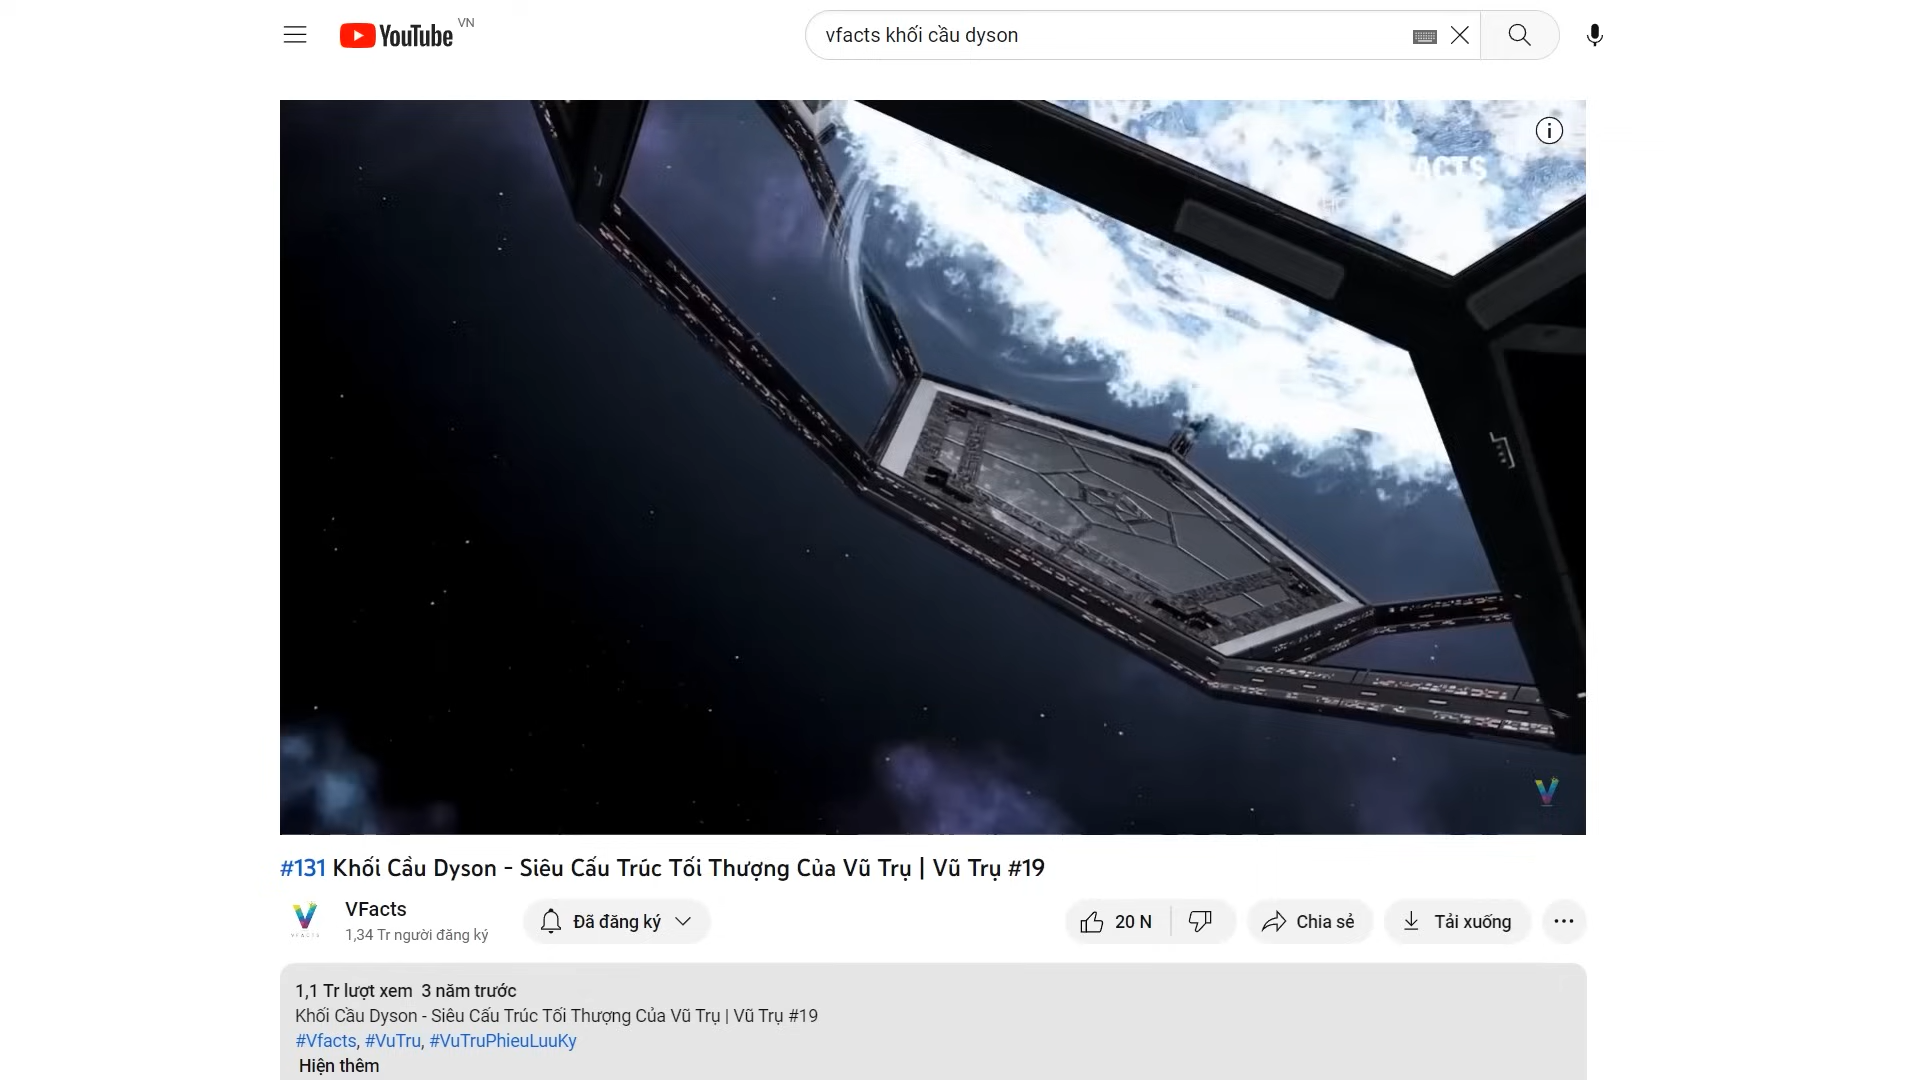 YouTube VN
vfacts khối cầu dyson
ACTS
#131 Khối Cầu Dyson - Siêu Cấu Trúc Tối Thượng Của Vũ Trụ | Vũ Trụ #19
VFacts
1,34 Tr người đăng ký
Đã đăng ký
20 N
Chia sẻ
Tải xuống
1,1 Tr lượt xem 3 năm trước
Khối Cầu Dyson - Siêu Cấu Trúc Tối Thượng Của Vũ Trụ | Vũ Trụ #19
#Vfacts, #VuTru, #VuTruPhieuLuuKy
Hiện thêm